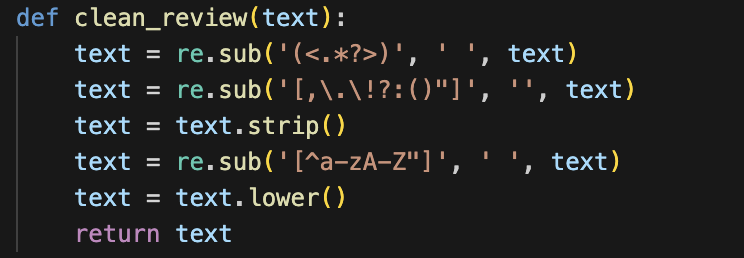 def clean_review(text):
    text = re.sub('(<.*?>)', ' ', text)
    text = re.sub('[,\.\!?:()"]', '', text)
    text = text.strip()
    text = re.sub('[^a-zA-Z"]', ' ', text)
    text = text.lower()
    return text